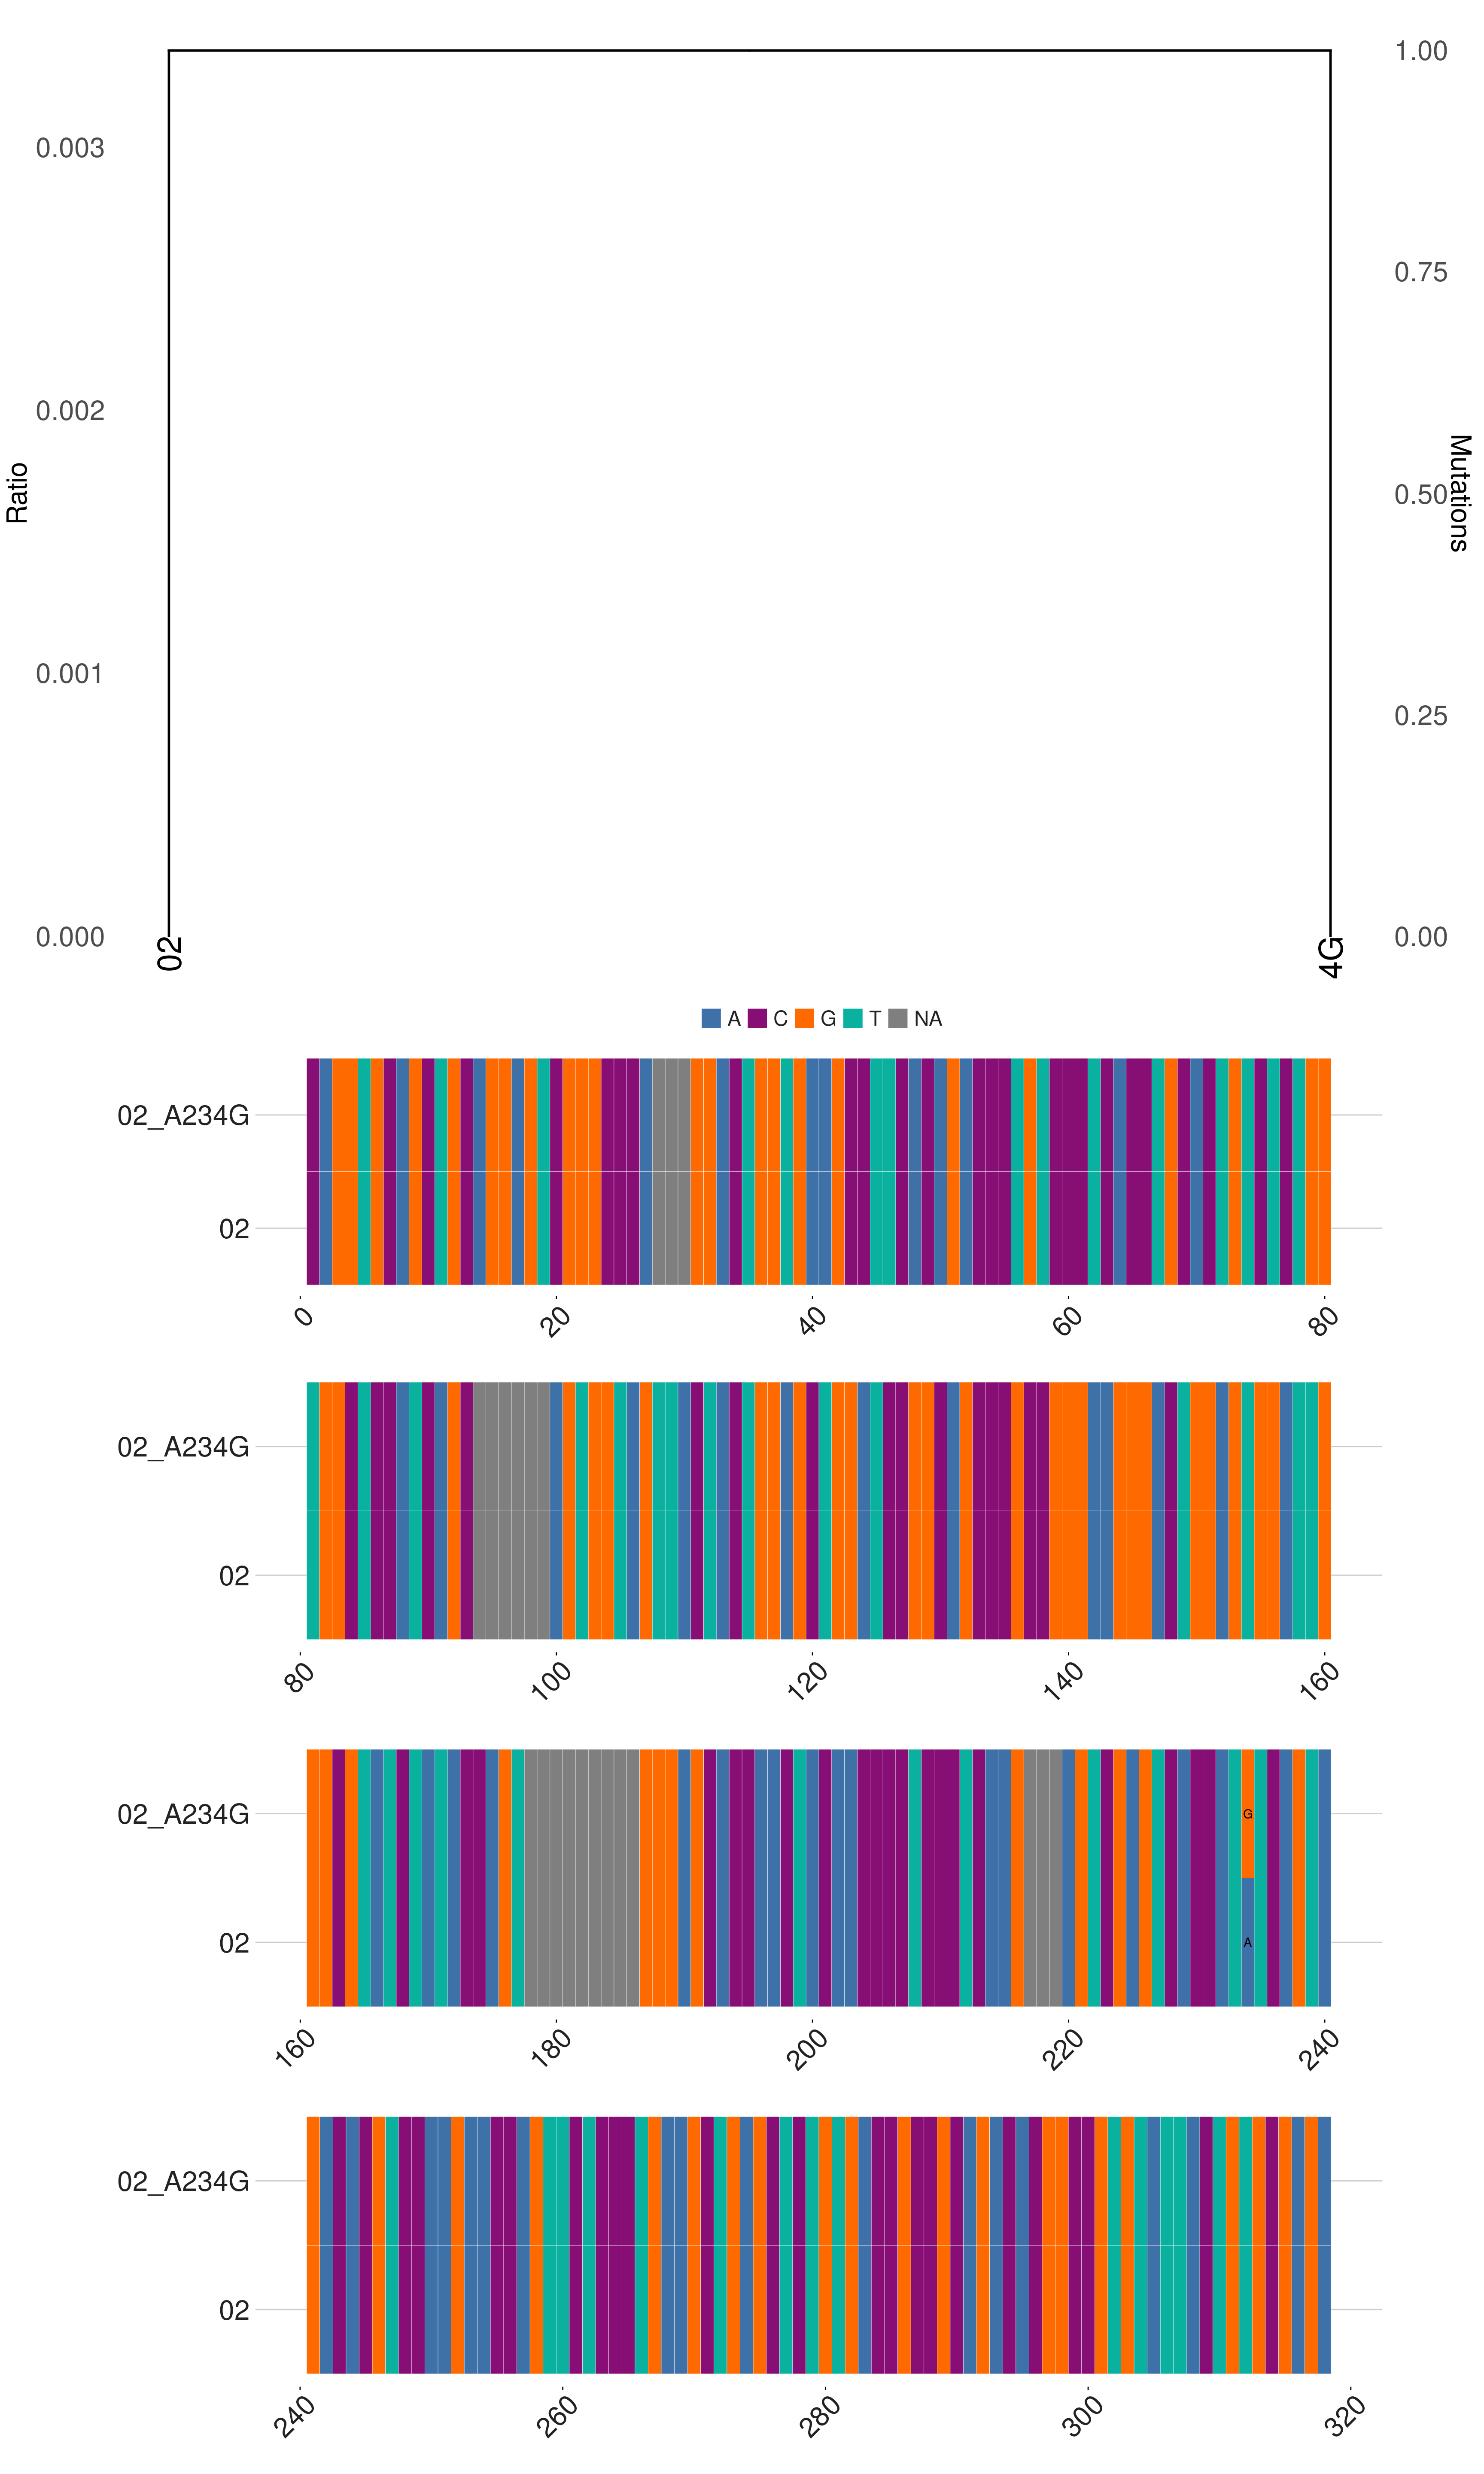 1.00
0.003
0.75
0.002
Ratio
0.50
Mutations
0.001
0.25
0.000
0.00
02
4G
A C G T NA
02_A234G
02
0 20 40 60 80
02_A234G
02
80 100 120 140 160
02_A234G
G
02
A
160 180 200 220 240
02_A234G
02
240 260 280 300 320